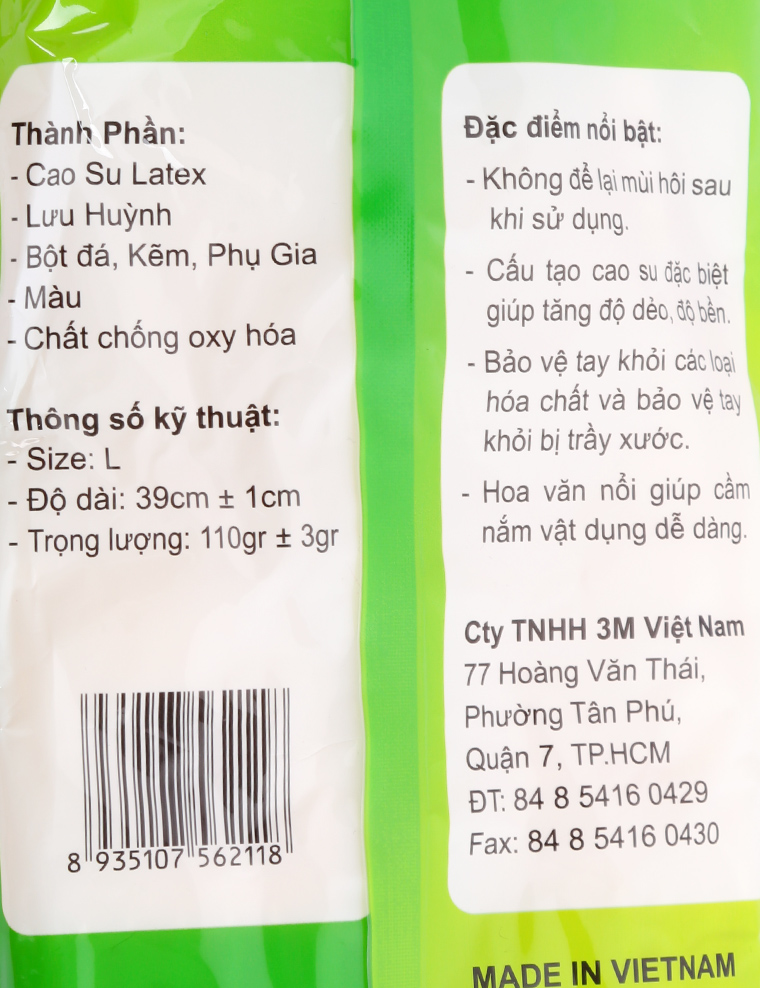 Thành Phần:
- Cao Su Latex
- Lưu Huỳnh
- Bột đá, Kẽm, Phụ Gia
- Màu
- Chất chống oxy hóa
Thông số kỹ thuật:
- Size: L
- Độ dài: 39cm ± 1cm
- Trọng lượng: 110gr ± 3gr
8 935107 562118
Đặc điểm nổi bật:
- Không để lại mùi hôi sau
khi sử dụng.
- Cấu tạo cao su đặc biệt
giúp tăng độ dẻo, độ bền.
- Bảo vệ tay khỏi các loại
hóa chất và bảo vệ tay
khỏi bị trầy xước.
- Hoa văn nổi giúp cầm
nắm vật dụng dễ dàng.
Cty TNHH 3M Việt Nam
77 Hoàng Văn Thái,
Phường Tân Phú,
Quận 7, TP.HCM
ĐT: 84 8 5416 0429
Fax: 84 8 5416 0430
MADE IN VIETNAM